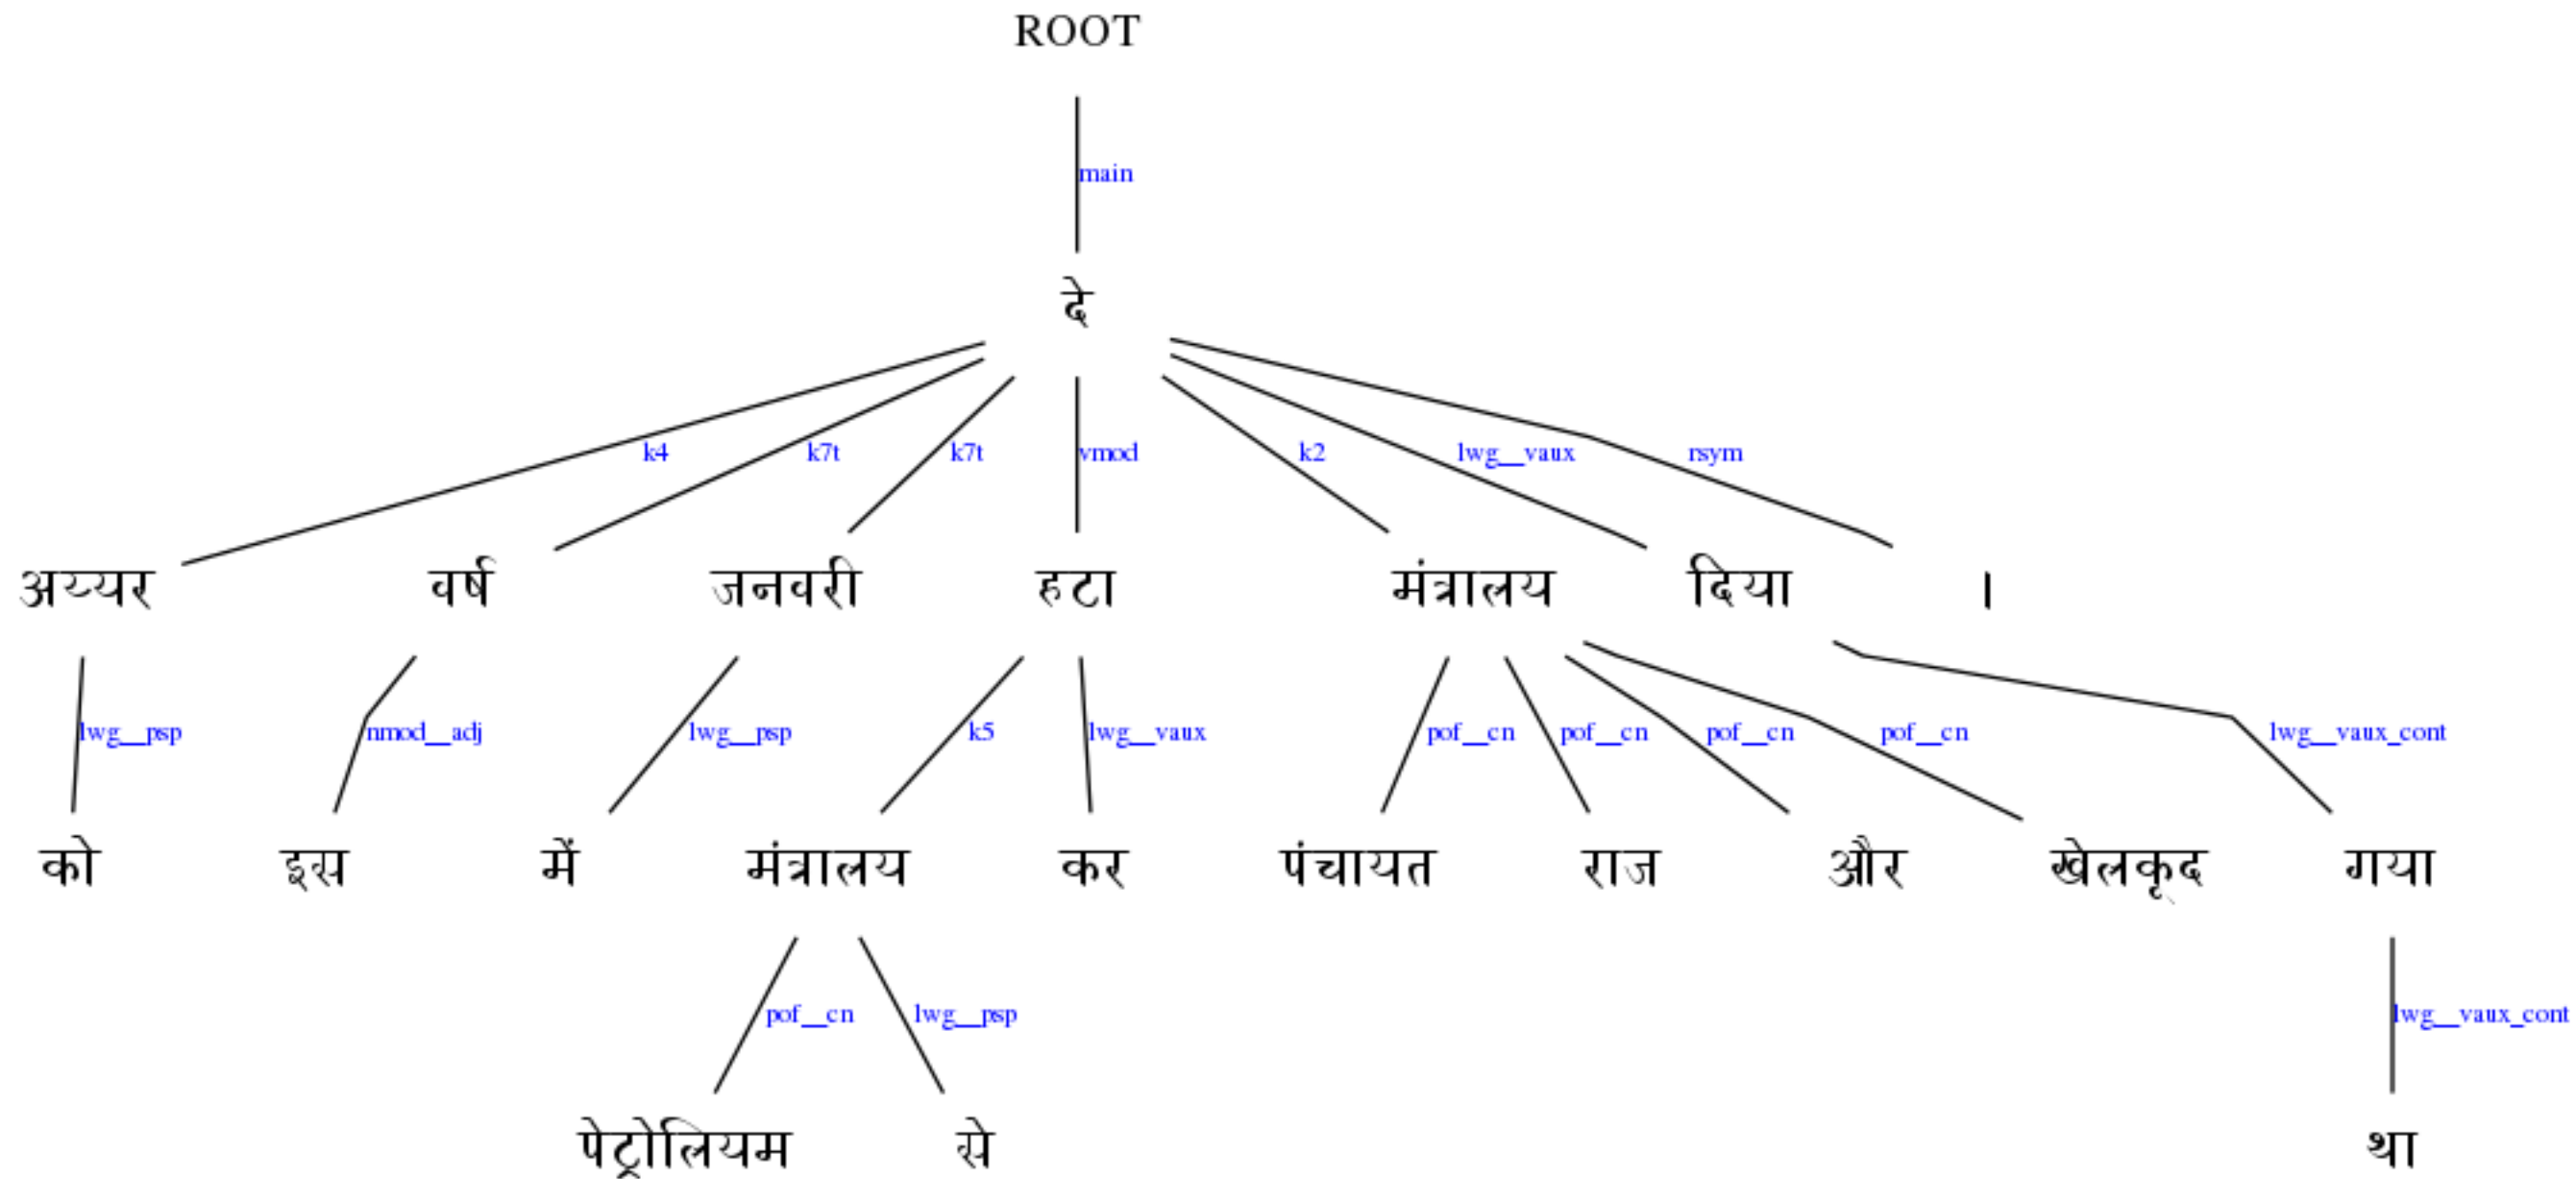 ROOT
main
दे
k4 k7t k7t vmod k2 lwg__vaux rsym
अय्यर वर्ष जनवरी हटा मंत्रालय दिया ।
lwg__psp nmod__adj lwg__psp k5 lwg__vaux pof__cn pof__cn pof__cn pof__cn lwg__vaux_cont
को इस में मंत्रालय कर पंचायत राज और खेलकूद गया
pof__cn lwg__psp lwg__vaux_cont
पेट्रोलियम से था